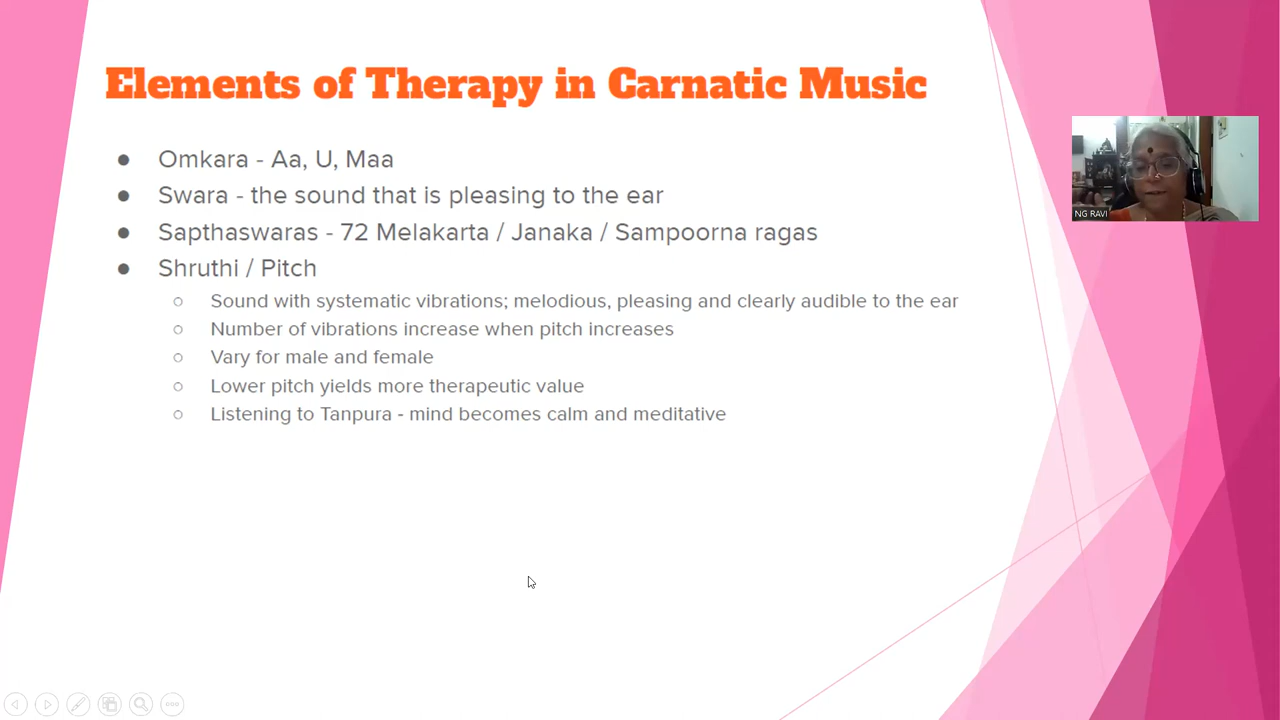 Elements of Therapy in Carnatic Music
● Omkara - Aa, U, Maa
● Swara - the sound that is pleasing to the ear
● Sapthaswaras - 72 Melakarta / Janaka / Sampoorna ragas
● Shruthi / Pitch
○ Sound with systematic vibrations; melodious, pleasing and clearly audible to the ear
○ Number of vibrations increase when pitch increases
○ Vary for male and female
○ Lower pitch yields more therapeutic value
○ Listening to Tanpura - mind becomes calm and meditative
NG RAVI